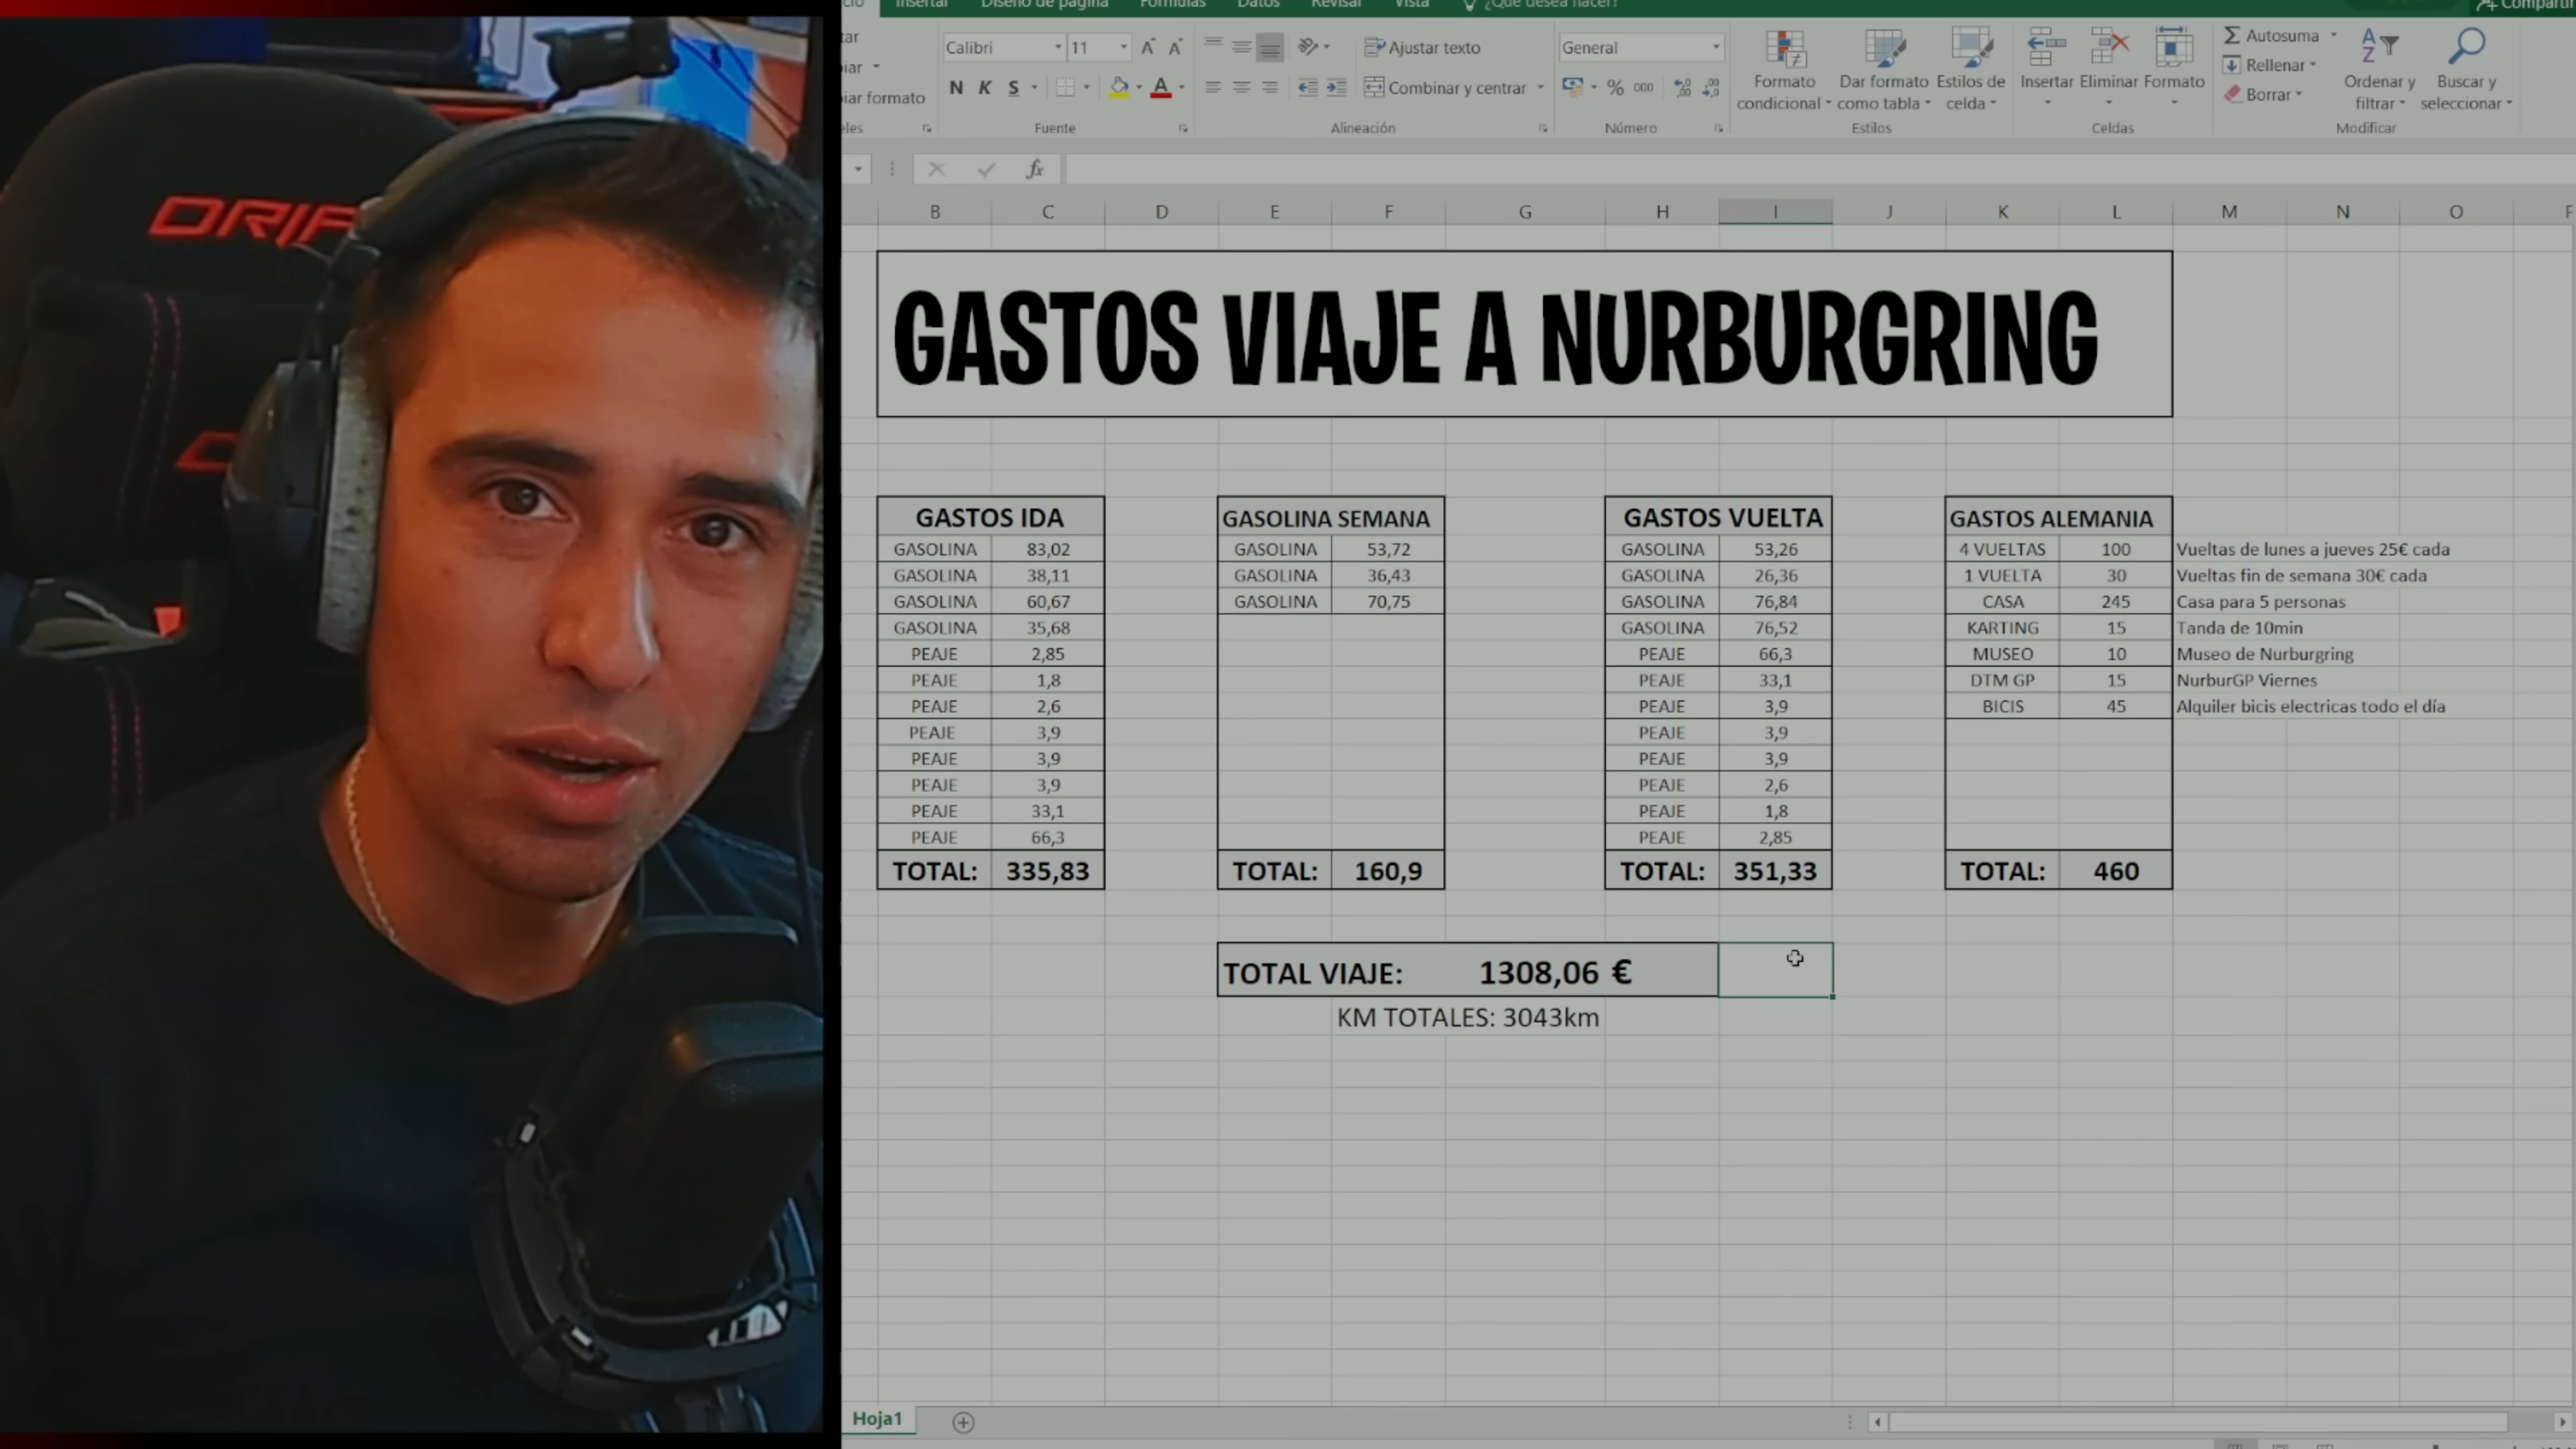 DRIF
Insertar Diseño de página Fórmulas Datos Revisar Vista ¿Qué desea hacer? Compartir
Calibri 11 Ajustar texto General Autosuma
Rellenar
Formato Dar formato Estilos de Insertar Eliminar Formato Ordenar y Buscar y
N K S Combinar y centrar % 000 condicional como tabla celda Borrar filtrar seleccionar
iar formato
Fuente Alineación Número Estilos Celdas Modificar
fx
B C D E F G H I J K L M N O
GASTOS VIAJE A NURBURGRING
GASTOS IDA
GASOLINA 83,02
GASOLINA 38,11
GASOLINA 60,67
GASOLINA 35,68
PEAJE 2,85
PEAJE 1,8
PEAJE 2,6
PEAJE 3,9
PEAJE 3,9
PEAJE 3,9
PEAJE 33,1
PEAJE 66,3
TOTAL: 335,83
GASOLINA SEMANA
GASOLINA 53,72
GASOLINA 36,43
GASOLINA 70,75
TOTAL: 160,9
GASTOS VUELTA
GASOLINA 53,26
GASOLINA 26,36
GASOLINA 76,84
GASOLINA 76,52
PEAJE 66,3
PEAJE 33,1
PEAJE 3,9
PEAJE 3,9
PEAJE 3,9
PEAJE 2,6
PEAJE 1,8
PEAJE 2,85
TOTAL: 351,33
GASTOS ALEMANIA
4 VUELTAS 100 Vueltas de lunes a jueves 25€ cada
1 VUELTA 30 Vueltas fin de semana 30€ cada
CASA 245 Casa para 5 personas
KARTING 15 Tanda de 10min
MUSEO 10 Museo de Nurburgring
DTM GP 15 NurburGP Viernes
BICIS 45 Alquiler bicis electricas todo el día
TOTAL: 460
TOTAL VIAJE: 1308,06 €
KM TOTALES: 3043km
Hoja1